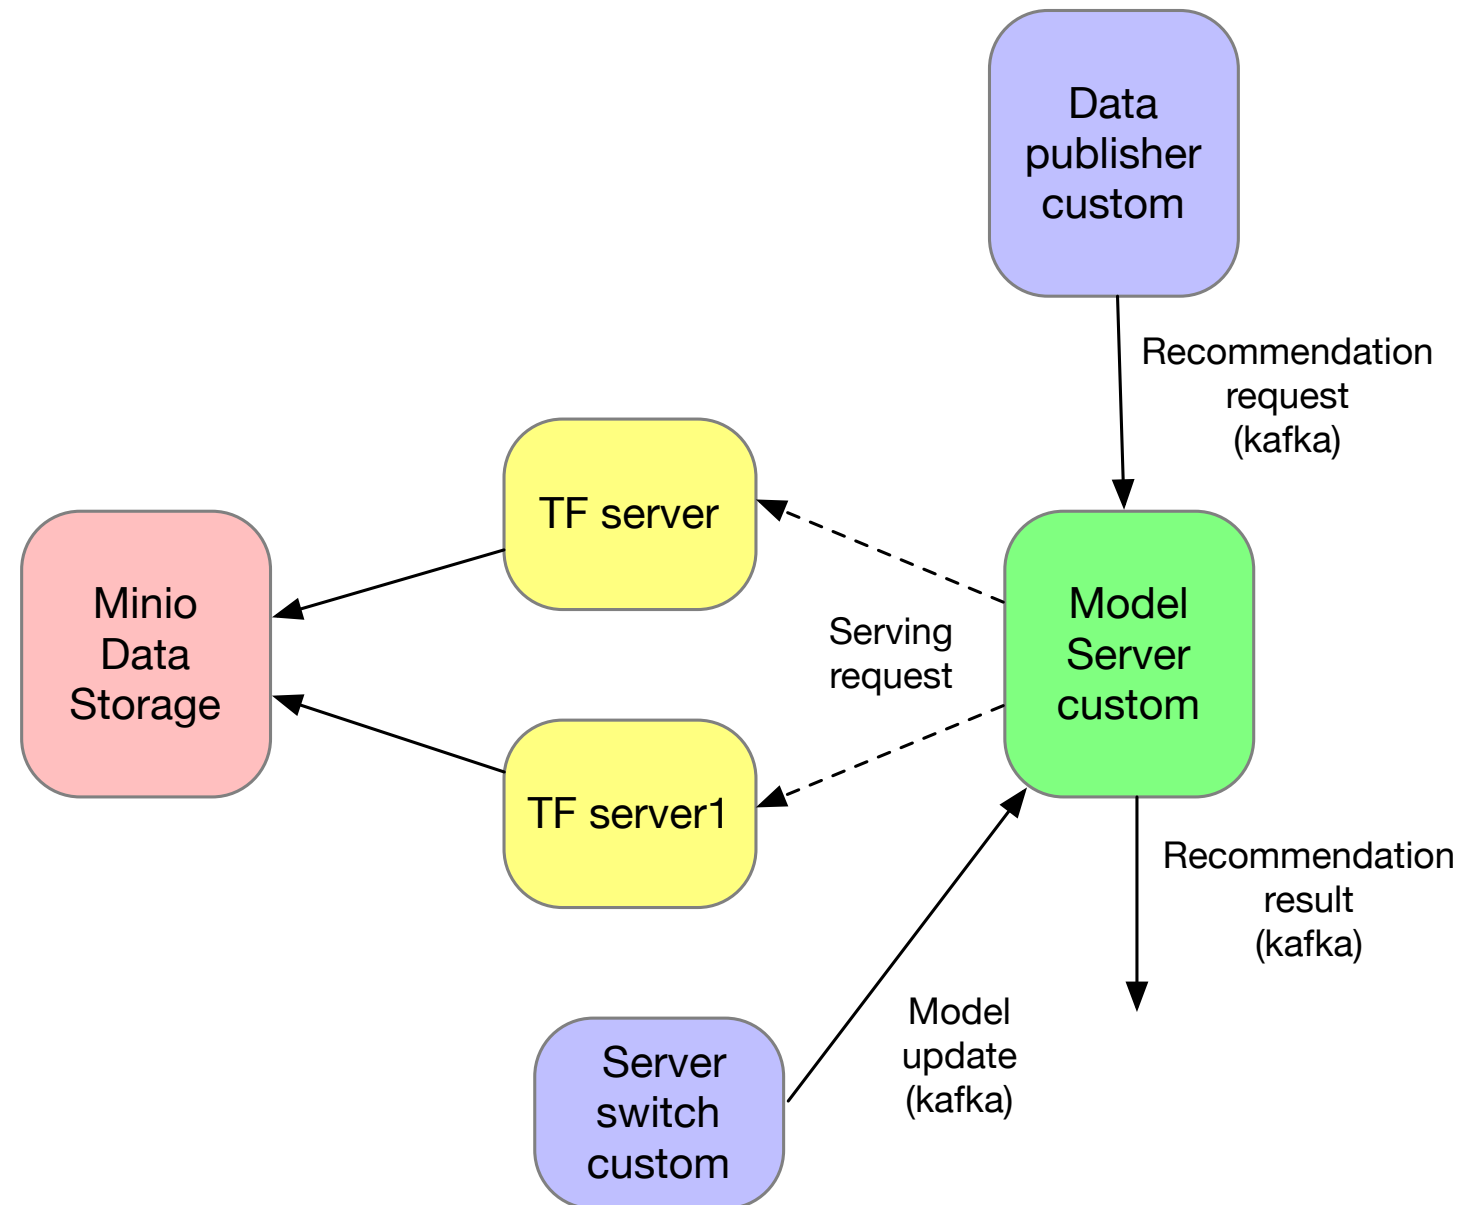 Data
publisher
custom
Recommendation
request
(kafka)
TF server
Minio
Data
Storage
Serving
request
Model
Server
custom
TF server1
Recommendation
result
(kafka)
Model
update
(kafka)
Server
switch
custom